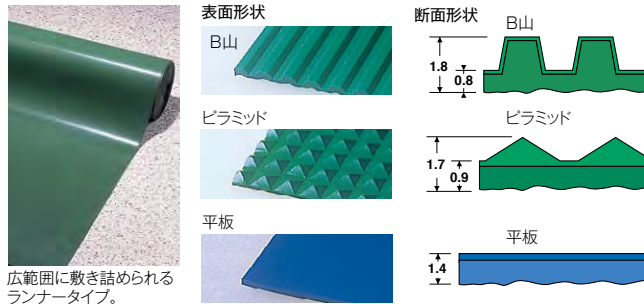 表面形状
B山
ピラミッド
平板
断面形状
B山
1.8
0.8
ピラミッド
1.7
0.9
平板
1.4
広範囲に敷き詰められる
ランナータイプ。